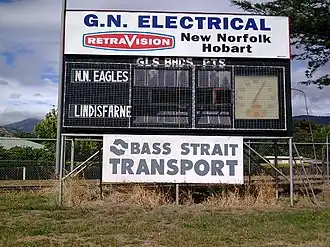 G.N. ELECTRICAL
RETRAVISION
New Norfolk
Hobart
GLS BHDS PTS
N.N. EAGLES
LINDISFARNE
BASS STRAIT
TRANSPORT